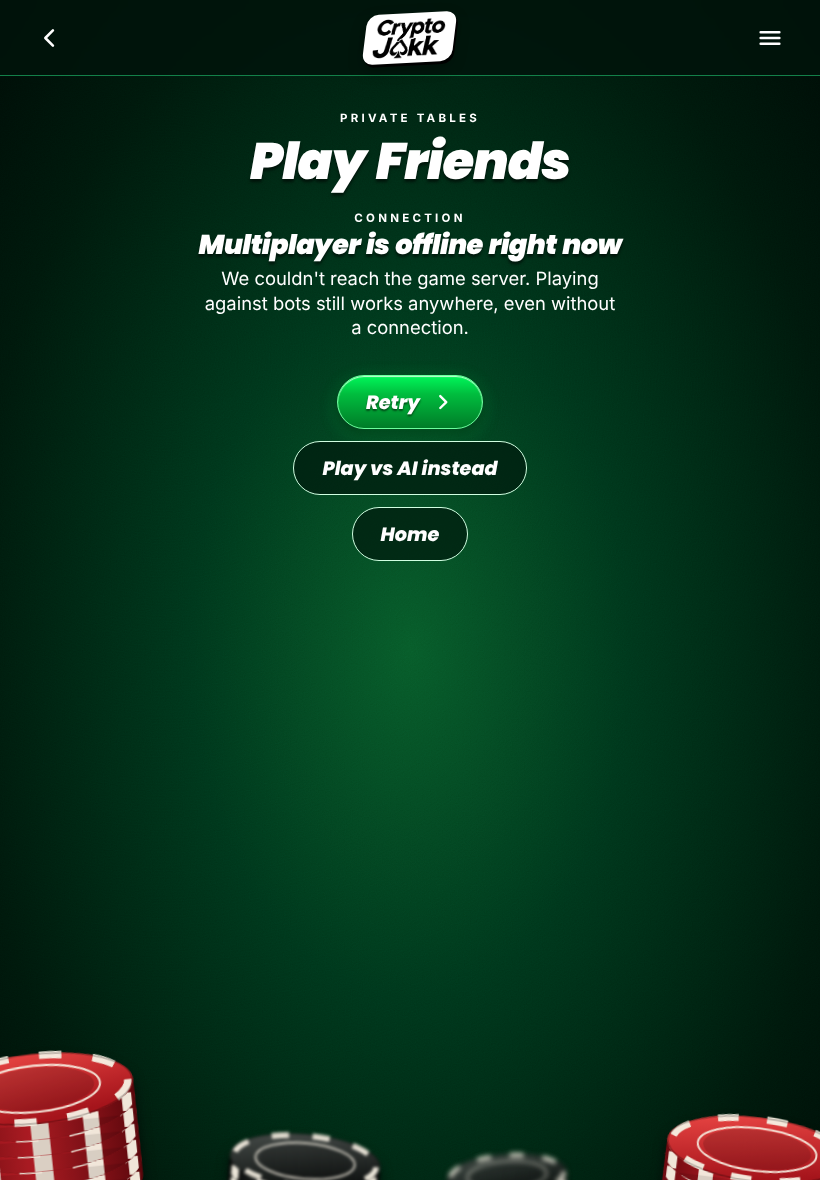 Crypto
Jokk
PRIVATE TABLES
Play Friends
CONNECTION
Multiplayer is offline right now
We couldn't reach the game server. Playing
against bots still works anywhere, even without
a connection.
Retry
Play vs AI instead
Home